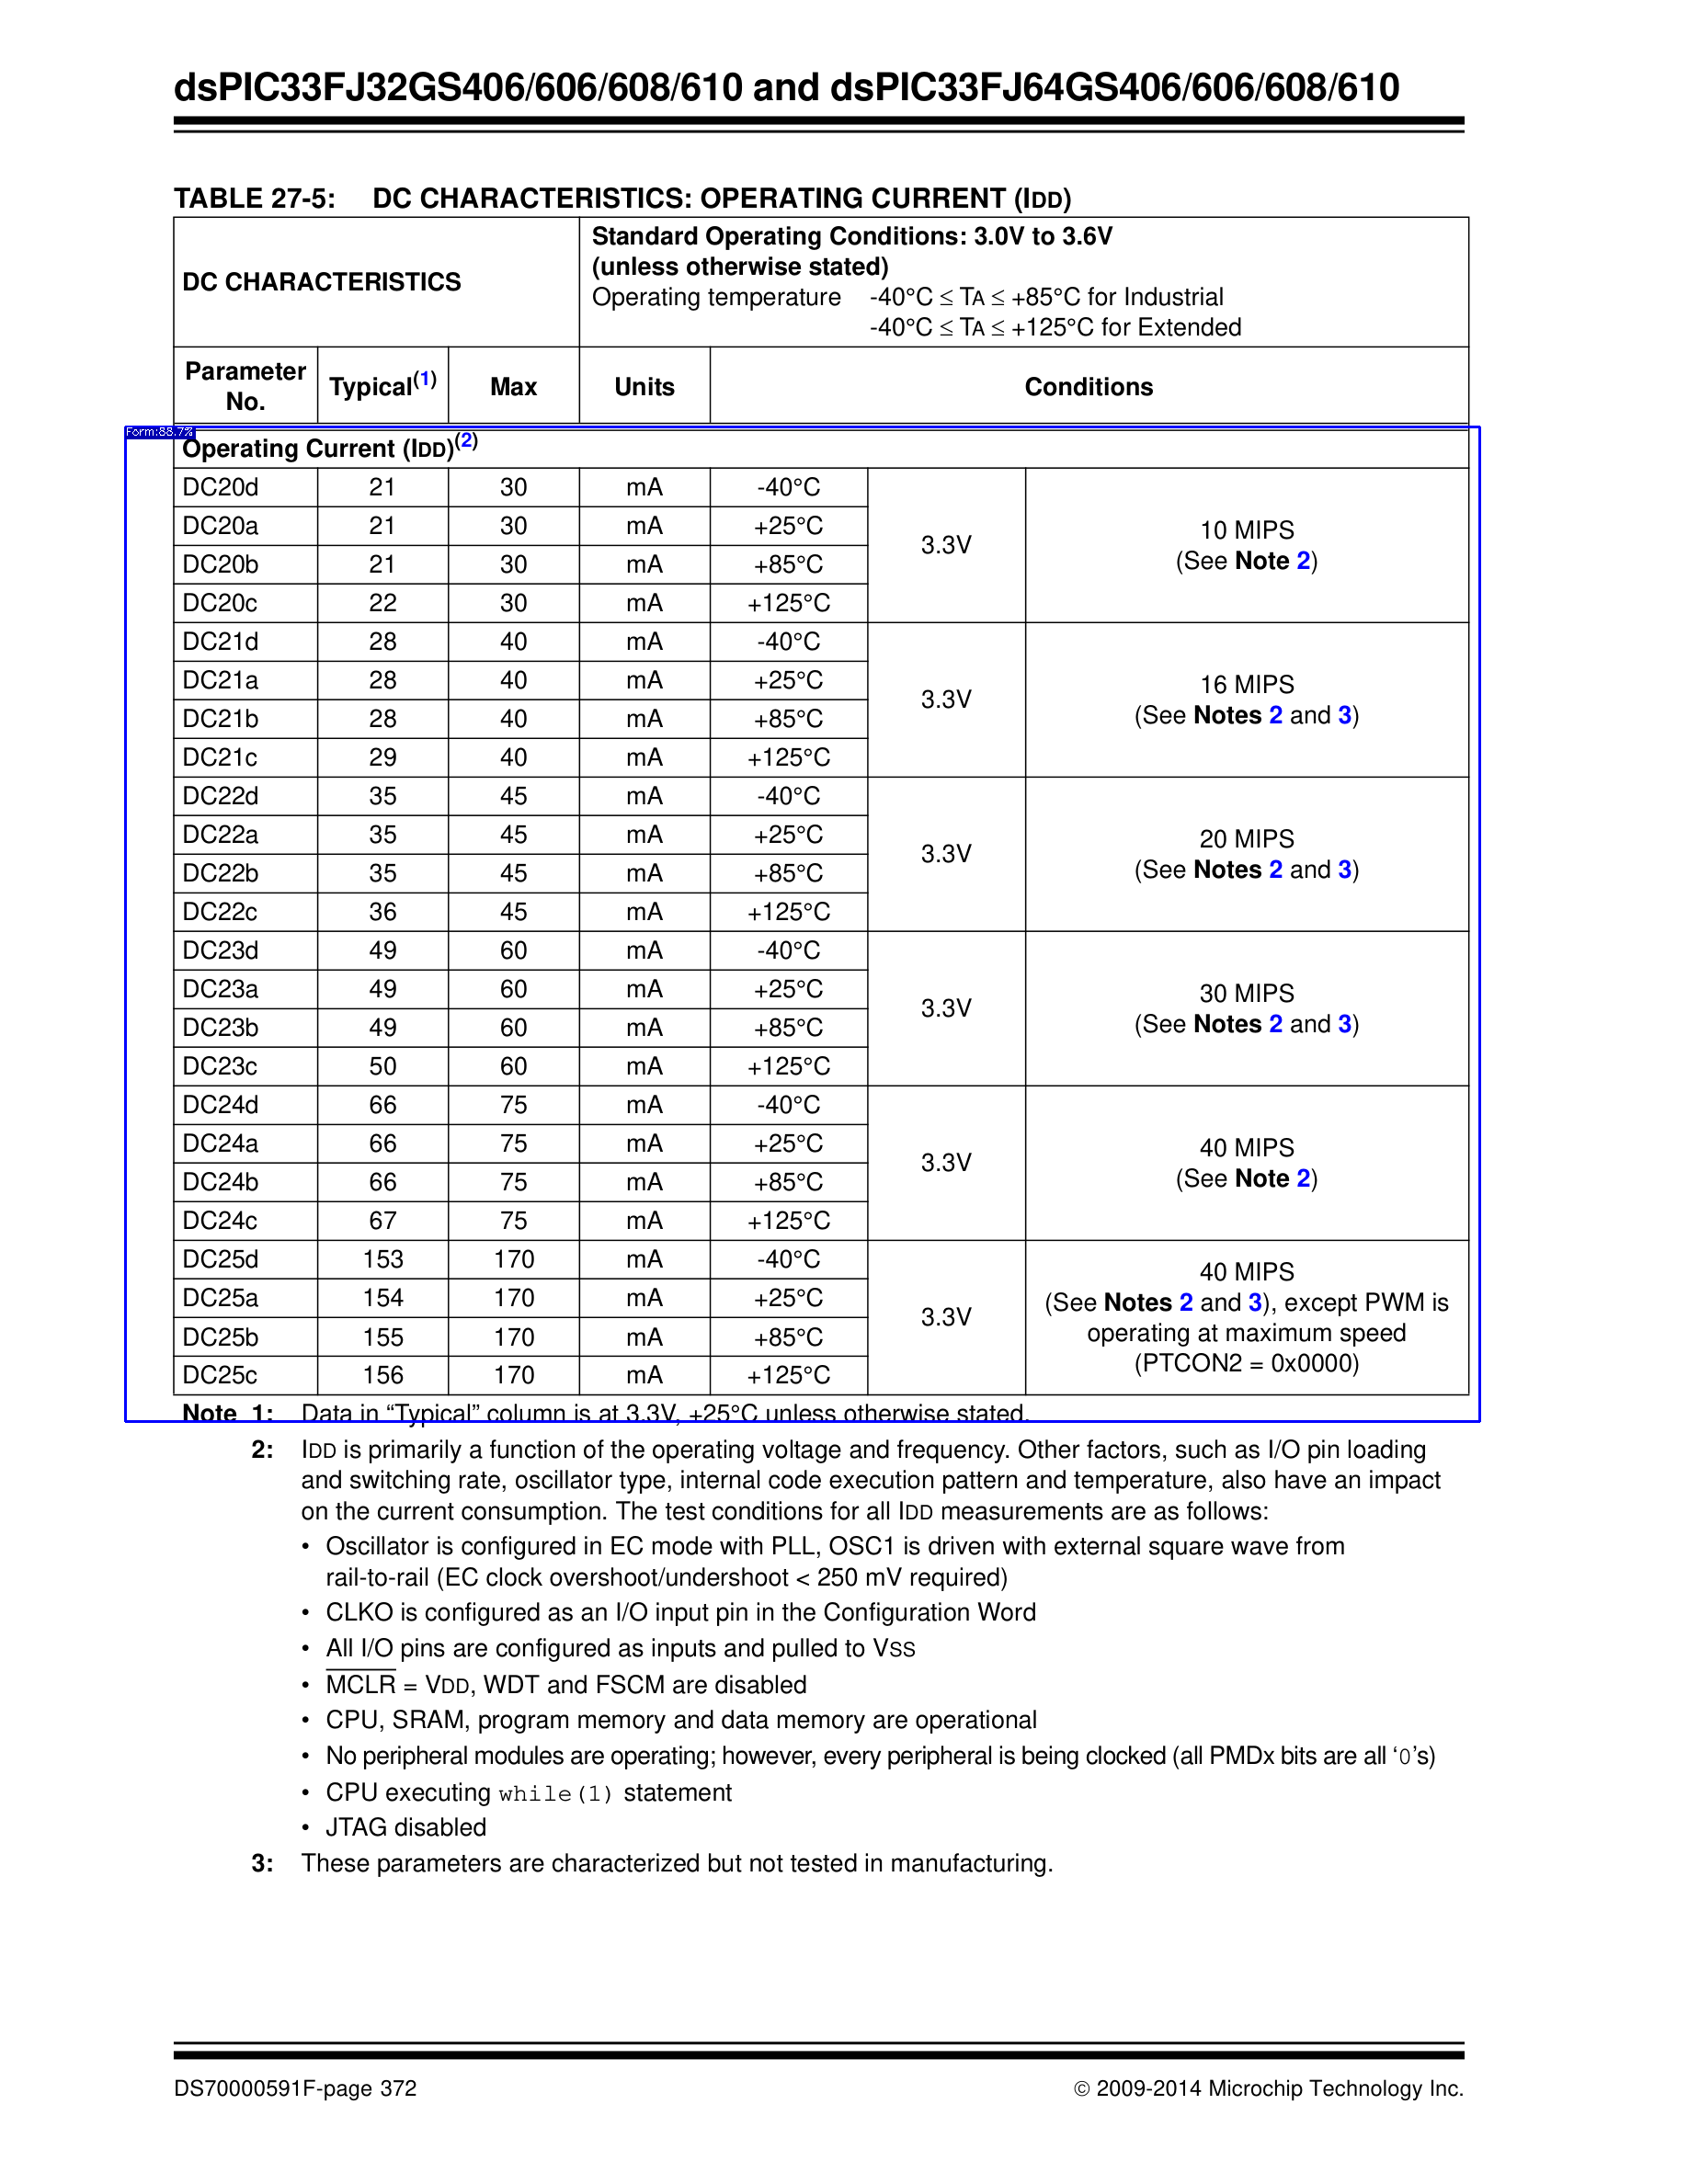 dsPIC33FJ32GS406/606/608/610 and dsPIC33FJ64GS406/606/608/610
TABLE 27-5: DC CHARACTERISTICS: OPERATING CURRENT (IDD)
DC CHARACTERISTICS
Standard Operating Conditions: 3.0V to 3.6V
(unless otherwise stated)
Operating temperature -40°C ≤ TA ≤ +85°C for Industrial
-40°C ≤ TA ≤ +125°C for Extended
Parameter No. Typical(1) Max Units Conditions
Form:88.7%
Operating Current (IDD)(2)
DC20d 21 30 mA -40°C 3.3V 10 MIPS
(See Note 2)
DC20a 21 30 mA +25°C
DC20b 21 30 mA +85°C
DC20c 22 30 mA +125°C
DC21d 28 40 mA -40°C 3.3V 16 MIPS
(See Notes 2 and 3)
DC21a 28 40 mA +25°C
DC21b 28 40 mA +85°C
DC21c 29 40 mA +125°C
DC22d 35 45 mA -40°C 3.3V 20 MIPS
(See Notes 2 and 3)
DC22a 35 45 mA +25°C
DC22b 35 45 mA +85°C
DC22c 36 45 mA +125°C
DC23d 49 60 mA -40°C 3.3V 30 MIPS
(See Notes 2 and 3)
DC23a 49 60 mA +25°C
DC23b 49 60 mA +85°C
DC23c 50 60 mA +125°C
DC24d 66 75 mA -40°C 3.3V 40 MIPS
(See Note 2)
DC24a 66 75 mA +25°C
DC24b 66 75 mA +85°C
DC24c 67 75 mA +125°C
DC25d 153 170 mA -40°C 3.3V 40 MIPS
(See Notes 2 and 3), except PWM is
operating at maximum speed
(PTCON2 = 0x0000)
DC25a 154 170 mA +25°C
DC25b 155 170 mA +85°C
DC25c 156 170 mA +125°C
Note 1: Data in “Typical” column is at 3.3V, +25°C unless otherwise stated.
2: IDD is primarily a function of the operating voltage and frequency. Other factors, such as I/O pin loading
and switching rate, oscillator type, internal code execution pattern and temperature, also have an impact
on the current consumption. The test conditions for all IDD measurements are as follows:
• Oscillator is configured in EC mode with PLL, OSC1 is driven with external square wave from
rail-to-rail (EC clock overshoot/undershoot < 250 mV required)
• CLKO is configured as an I/O input pin in the Configuration Word
• All I/O pins are configured as inputs and pulled to VSS
• MCLR = VDD, WDT and FSCM are disabled
• CPU, SRAM, program memory and data memory are operational
• No peripheral modules are operating; however, every peripheral is being clocked (all PMDx bits are all ‘0’s)
• CPU executing while(1) statement
• JTAG disabled
3: These parameters are characterized but not tested in manufacturing.
DS70000591F-page 372
© 2009-2014 Microchip Technology Inc.